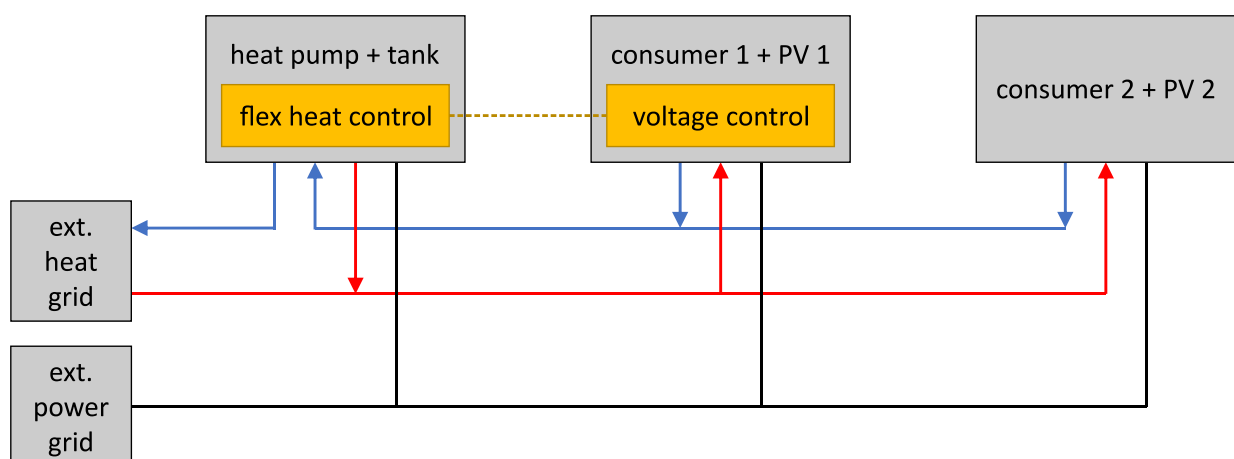 heat pump + tank
flex heat control
consumer 1 + PV 1
voltage control
consumer 2 + PV 2
ext.
heat
grid
ext.
power
grid